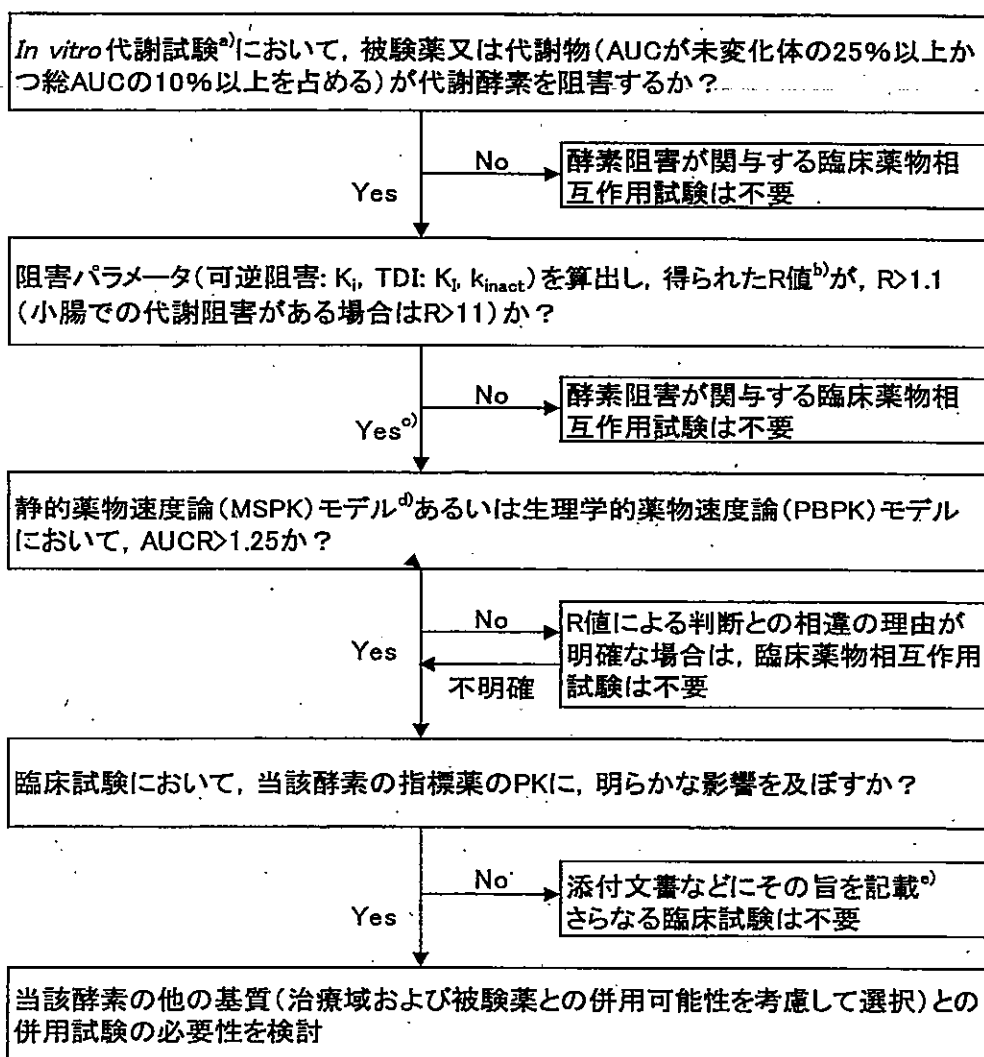 In vitro代謝試験a)において，被験薬又は代謝物（AUCが未変化体の25%以上か
つ総AUCの10%以上を占める）が代謝酵素を阻害するか？
No
Yes
酵素阻害が関与する臨床薬物相
互作用試験は不要
阻害パラメータ（可逆阻害: Ki, TDI: KI, kinact）を算出し，得られたR値b)が，R>1.1
（小腸での代謝阻害がある場合はR>11）か？
No
Yesc)
酵素阻害が関与する臨床薬物相
互作用試験は不要
静的薬物速度論（MSPK）モデルd)あるいは生理学的薬物速度論（PBPK）モデル
において，AUCR>1.25か？
No
Yes
不明確
R値による判断との相違の理由が
明確な場合は，臨床薬物相互作用
試験は不要
臨床試験において，当該酵素の指標薬のPKに，明らかな影響を及ぼすか？
No
Yes
添付文書などにその旨を記載e)
さらなる臨床試験は不要
当該酵素の他の基質（治療域および被験薬との併用可能性を考慮して選択）との
併用試験の必要性を検討